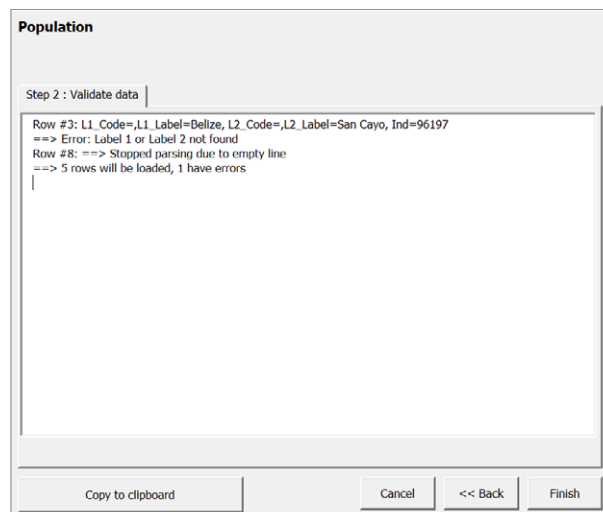 Population
Step 2 : Validate data
Row #3: L1_Code=,L1_Label=Belize, L2_Code=,L2_Label=San Cayo, Ind=96197
==> Error: Label 1 or Label 2 not found
Row #8: ==> Stopped parsing due to empty line
==> 5 rows will be loaded, 1 have errors
Copy to clipboard
Cancel
<< Back
Finish